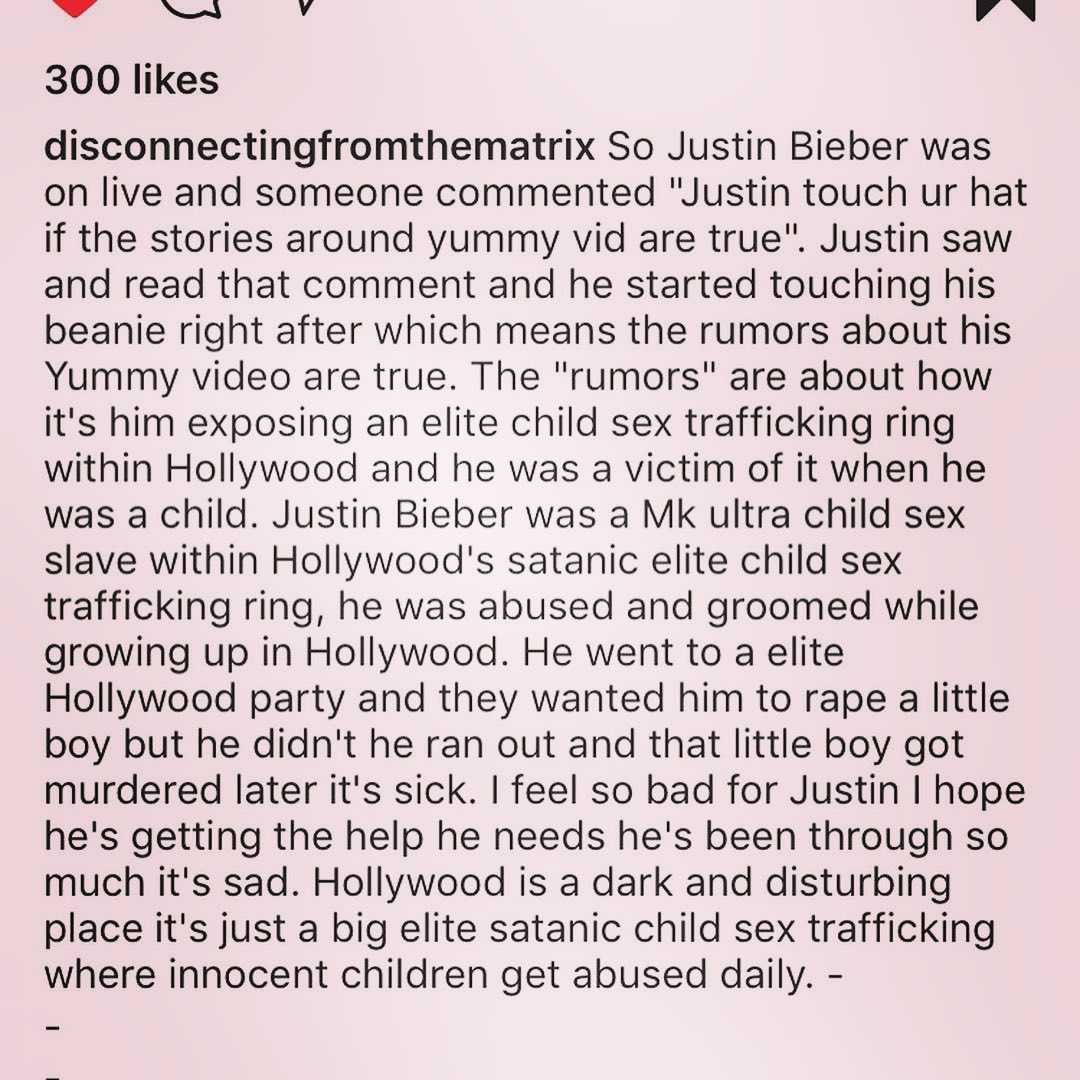 300 likes
disconnectingfromthematrix So Justin Bieber was
on live and someone commented "Justin touch ur hat
if the stories around yummy vid are true". Justin saw
and read that comment and he started touching his
beanie right after which means the rumors about his
Yummy video are true. The "rumors" are about how
it's him exposing an elite child sex trafficking ring
within Hollywood and he was a victim of it when he
was a child. Justin Bieber was a Mk ultra child sex
slave within Hollywood's satanic elite child sex
trafficking ring, he was abused and groomed while
growing up in Hollywood. He went to a elite
Hollywood party and they wanted him to rape a little
boy but he didn't he ran out and that little boy got
murdered later it's sick. I feel so bad for Justin I hope
he's getting the help he needs he's been through so
much it's sad. Hollywood is a dark and disturbing
place it's just a big elite satanic child sex trafficking
where innocent children get abused daily. -
-
-